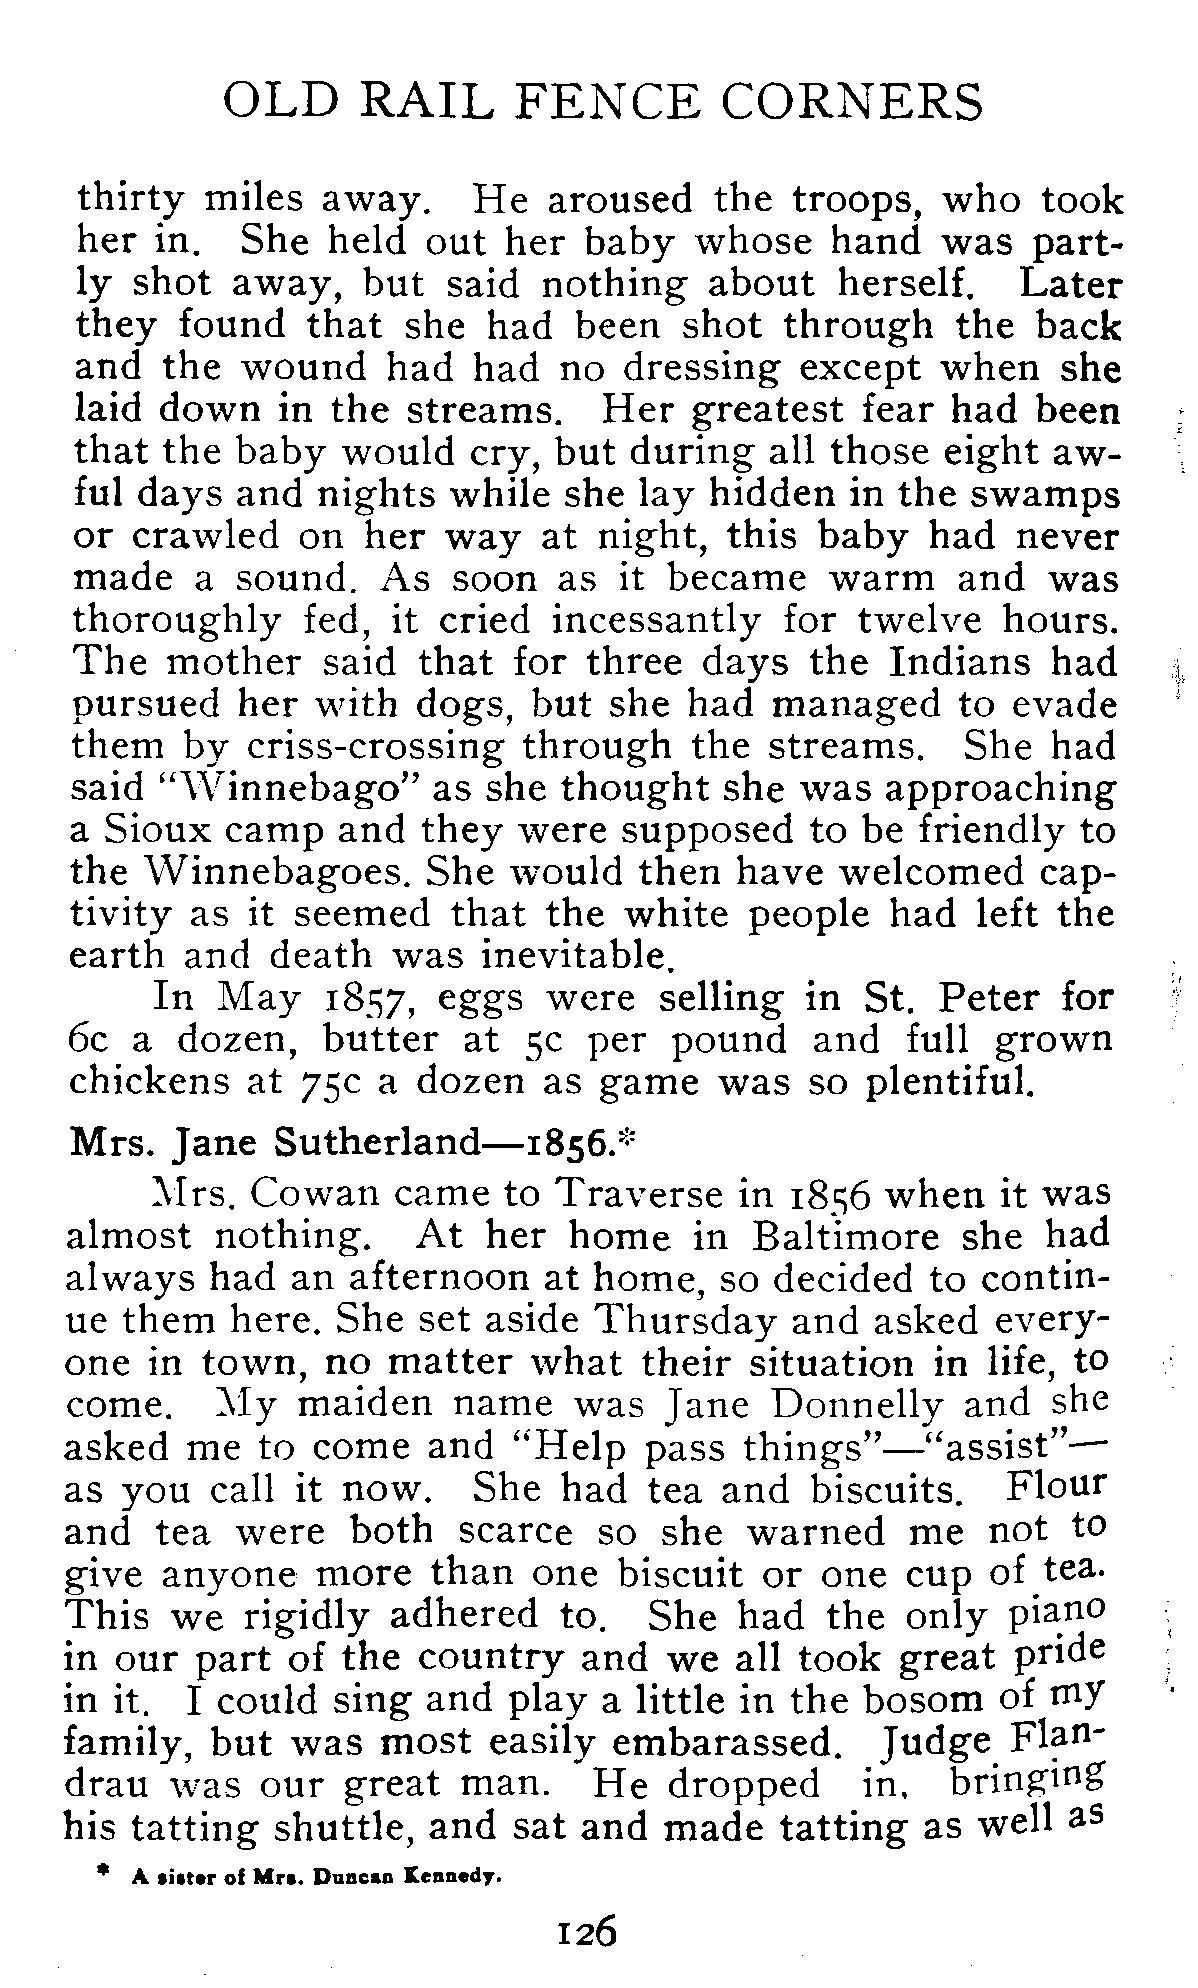 OLD RAIL FENCE CORNERS
thirty miles away. He aroused the troops, who took
her in. She held out her baby whose hand was part-
ly shot away, but said nothing about herself. Later
they found that she had been shot through the back
and the wound had had no dressing except when she
laid down in the streams. Her greatest fear had been
that the baby would cry, but during all those eight aw-
ful days and nights while she lay hidden in the swamps
or crawled on her way at night, this baby had never
made a sound. As soon as it became warm and was
thoroughly fed, it cried incessantly for twelve hours.
The mother said that for three days the Indians had
pursued her with dogs, but she had managed to evade
them by criss-crossing through the streams. She had
said "Winnebago" as she thought she was approaching
a Sioux camp and they were supposed to be friendly to
the Winnebagoes. She would then have welcomed cap-
tivity as it seemed that the white people had left the
earth and death was inevitable.
In May 1857, eggs were selling in St. Peter for
6c a dozen, butter at 5c per pound and full grown
chickens at 75c a dozen as game was so plentiful.
Mrs. Jane Sutherland—1856.*
Mrs. Cowan came to Traverse in 1856 when it was
almost nothing. At her home in Baltimore she had
always had an afternoon at home, so decided to contin-
ue them here. She set aside Thursday and asked every-
one in town, no matter what their situation in life, to
come. My maiden name was Jane Donnelly and she
asked me to come and "Help pass things"—"assist"—
as you call it now. She had tea and biscuits. Flour
and tea were both scarce so she warned me not to
give anyone more than one biscuit or one cup of tea.
This we rigidly adhered to. She had the only piano
in our part of the country and we all took great pride
in it. I could sing and play a little in the bosom of my
family, but was most easily embarassed. Judge Flan-
drau was our great man. He dropped in, bringing
his tatting shuttle, and sat and made tatting as well as
* A sister of Mrs. Duncan Kennedy.
126